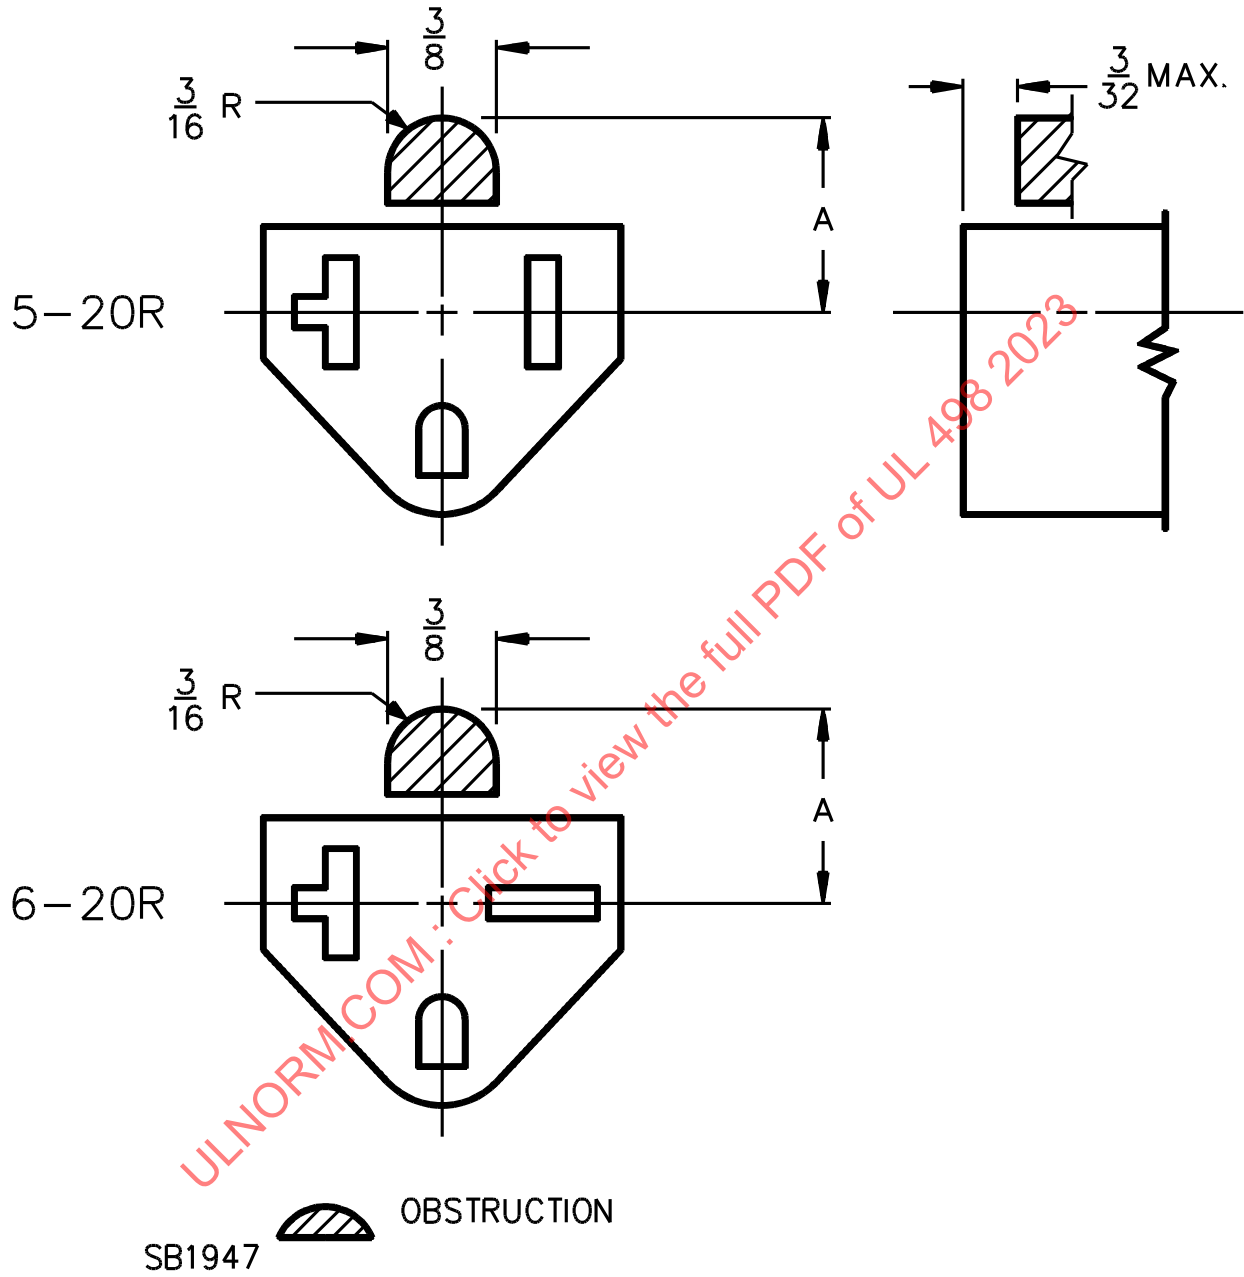 3/8
3/16 R
3/32 MAX.
A
5-20R
3/8
3/16 R
A
6-20R
ULNORM.COM : Click to view the full PDF of UL 498 2023
OBSTRUCTION
SB1947